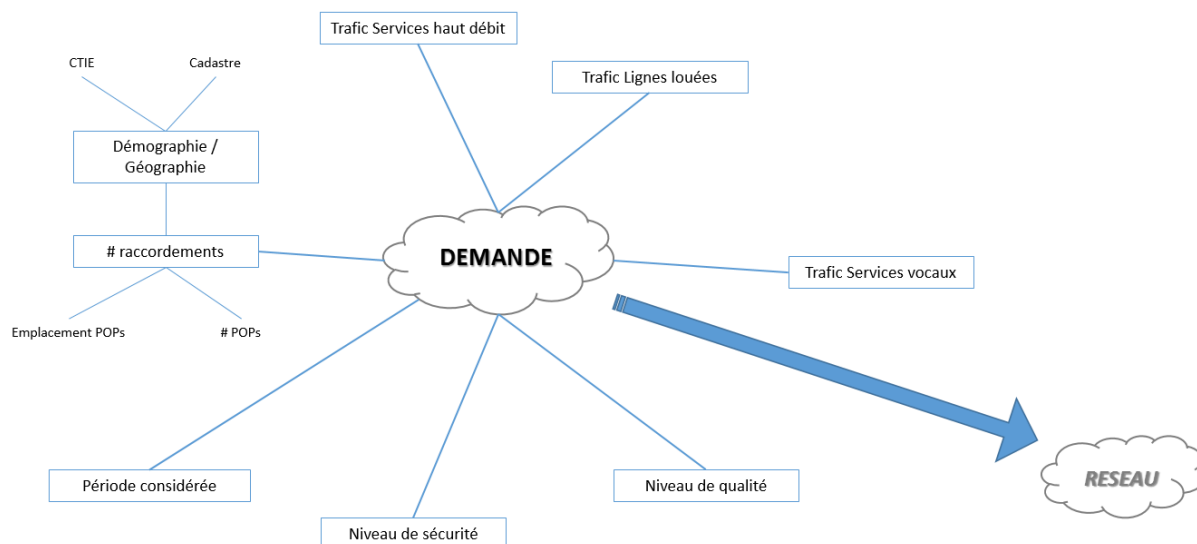 Trafic Services haut débit
CTIE
Cadastre
Trafic Lignes louées
Démographie /
Géographie
# raccordements
DEMANDE
Trafic Services vocaux
Emplacement POPs
# POPs
Période considérée
Niveau de qualité
RESEAU
Niveau de sécurité